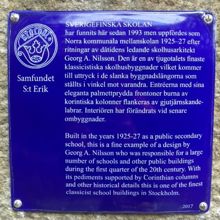 Samfundet
S:t Erik
SVERIGEFINSKA SKOLAN
har funnits här sedan 1993 men uppfördes som
Norra kommunala mellanskolan 1925-27 efter
ritningar av dåtidens ledande skolhusarkitekt
Georg A. Nilsson. Den är en av tjugotalets finaste
klassicistiska skolhusbyggnader vilket kommer
till uttryck i de slanka byggnadslängorna som
ställts i vinkel mot varandra. Entréerna med sina
eleganta palmettprydda frontoner burna av
korintiska kolonner flankeras av gjutjärnskande-
labrar. Interiören har förändrats vid senare
ombyggnader.
Built in the years 1925-27 as a public secondary
school, this is a fine example of a design by
Georg A. Nilsson who was responsible for a large
number of schools and other public buildings
during the first quarter of the 20th century. With
its pediments supported by Corinthian columns
and other historical details this is one of the finest
classicist school buildings in Stockholm.
2017